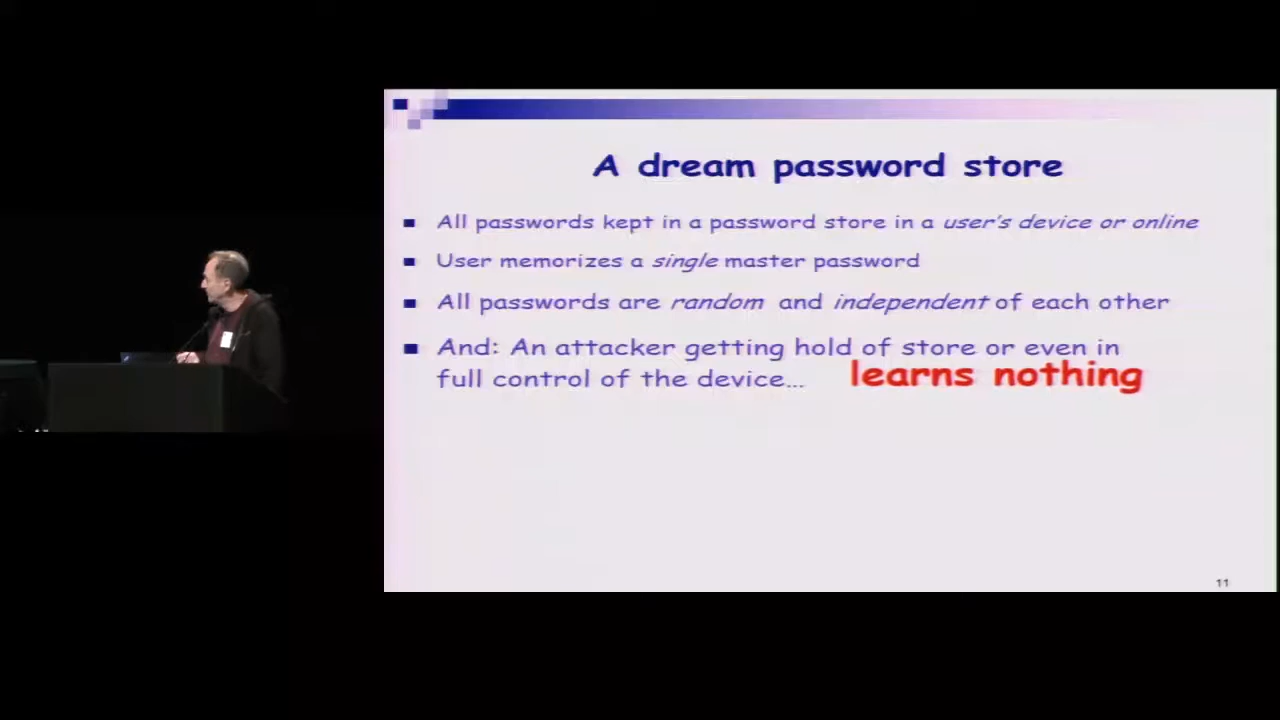 A dream password store
All passwords kept in a password store in a user's device or online
User memorizes a single master password
All passwords are random and independent of each other
And: An attacker getting hold of store or even in
full control of the device... learns nothing
11